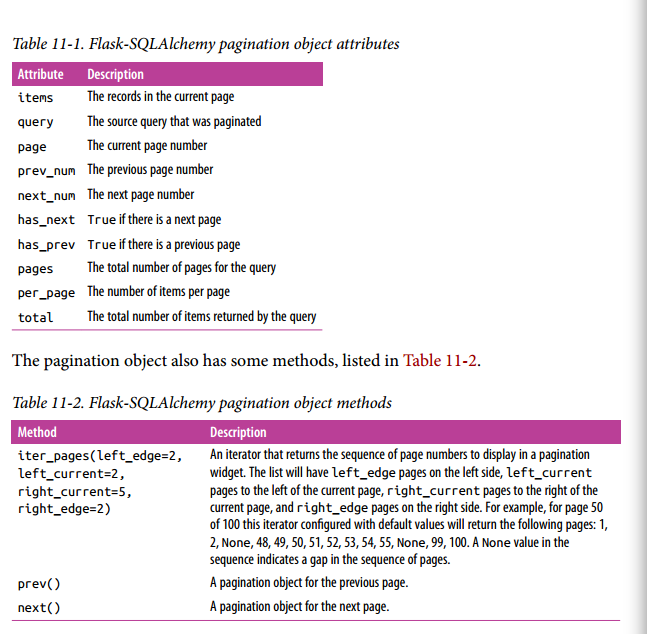 Table 11-1. Flask-SQLAlchemy pagination object attributes
Attribute Description
items The records in the current page
query The source query that was paginated
page The current page number
prev_num The previous page number
next_num The next page number
has_next True if there is a next page
has_prev True if there is a previous page
pages The total number of pages for the query
per_page The number of items per page
total The total number of items returned by the query
The pagination object also has some methods, listed in Table 11-2.
Table 11-2. Flask-SQLAlchemy pagination object methods
Method Description
iter_pages(left_edge=2, An iterator that returns the sequence of page numbers to display in a pagination
left_current=2, widget. The list will have left_edge pages on the left side, left_current
right_current=5, pages to the left of the current page, right_current pages to the right of the
right_edge=2) current page, and right_edge pages on the right side. For example, for page 50
of 100 this iterator configured with default values will return the following pages: 1,
2, None, 48, 49, 50, 51, 52, 53, 54, 55, None, 99, 100. A None value in the
sequence indicates a gap in the sequence of pages.
prev() A pagination object for the previous page.
next() A pagination object for the next page.